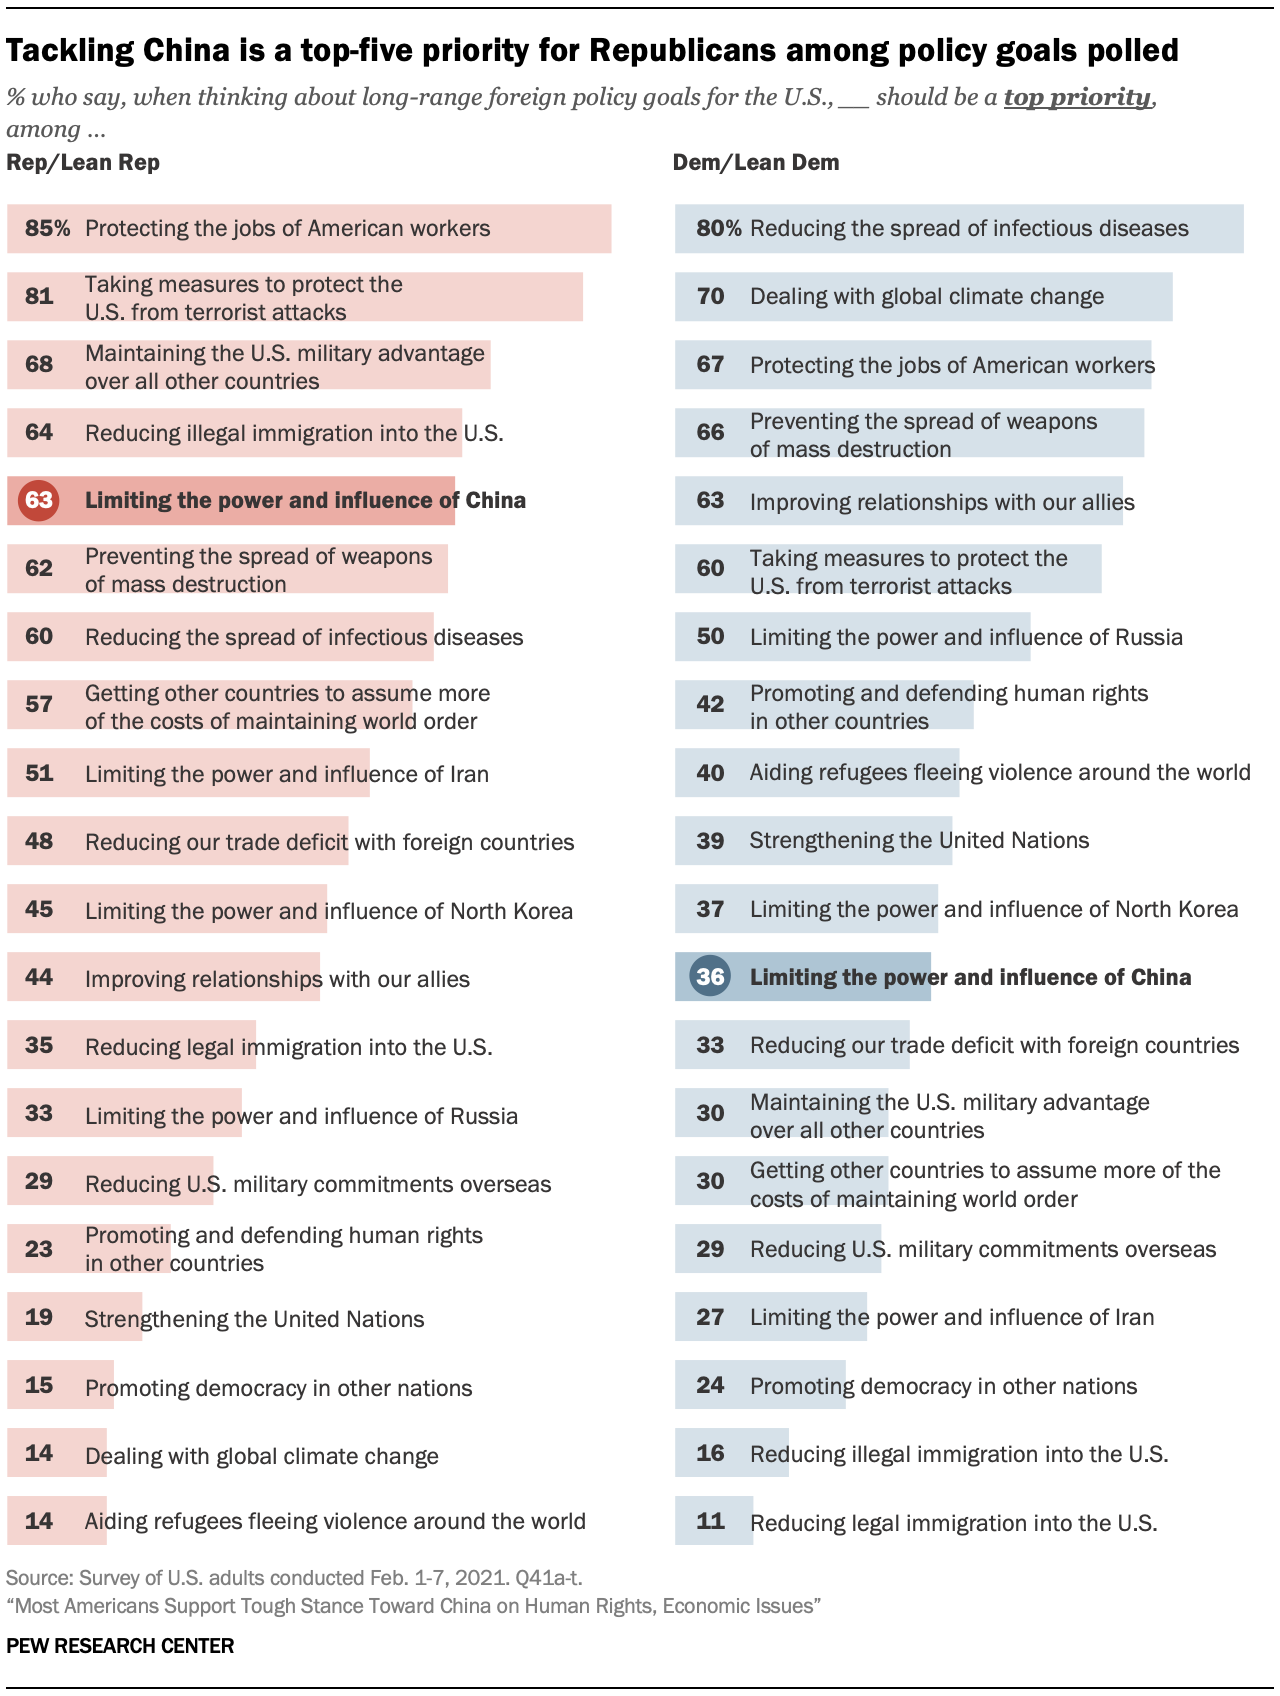 Tackling China is a top-five priority for Republicans among policy goals polled
% who say, when thinking about long-range foreign policy goals for the U.S., __ should be a top priority,
among ...
Rep/Lean Rep
85% Protecting the jobs of American workers
81 Taking measures to protect the
U.S. from terrorist attacks
68 Maintaining the U.S. military advantage
over all other countries
64 Reducing illegal immigration into the U.S.
63 Limiting the power and influence of China
62 Preventing the spread of weapons
of mass destruction
60 Reducing the spread of infectious diseases
57 Getting other countries to assume more
of the costs of maintaining world order
51 Limiting the power and influence of Iran
48 Reducing our trade deficit with foreign countries
45 Limiting the power and influence of North Korea
44 Improving relationships with our allies
35 Reducing legal immigration into the U.S.
33 Limiting the power and influence of Russia
29 Reducing U.S. military commitments overseas
23 Promoting and defending human rights
in other countries
19 Strengthening the United Nations
15 Promoting democracy in other nations
14 Dealing with global climate change
14 Aiding refugees fleeing violence around the world
Dem/Lean Dem
80% Reducing the spread of infectious diseases
70 Dealing with global climate change
67 Protecting the jobs of American workers
66 Preventing the spread of weapons
of mass destruction
63 Improving relationships with our allies
60 Taking measures to protect the
U.S. from terrorist attacks
50 Limiting the power and influence of Russia
42 Promoting and defending human rights
in other countries
40 Aiding refugees fleeing violence around the world
39 Strengthening the United Nations
37 Limiting the power and influence of North Korea
36 Limiting the power and influence of China
33 Reducing our trade deficit with foreign countries
30 Maintaining the U.S. military advantage
over all other countries
30 Getting other countries to assume more of the
costs of maintaining world order
29 Reducing U.S. military commitments overseas
27 Limiting the power and influence of Iran
24 Promoting democracy in other nations
16 Reducing illegal immigration into the U.S.
11 Reducing legal immigration into the U.S.
Source: Survey of U.S. adults conducted Feb. 1-7, 2021. Q41a-t.
“Most Americans Support Tough Stance Toward China on Human Rights, Economic Issues”
PEW RESEARCH CENTER